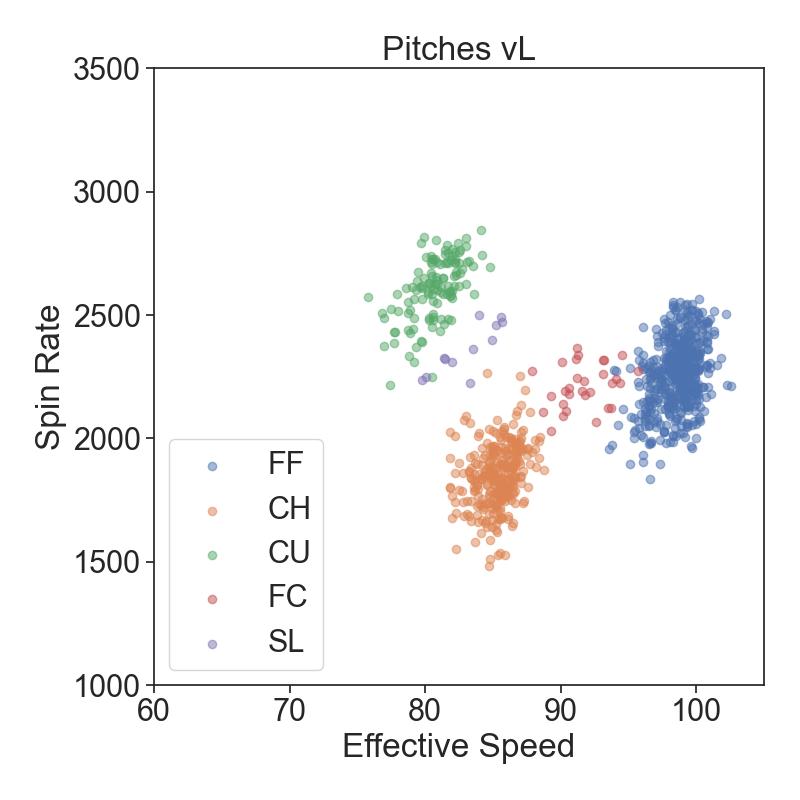 Pitches vL
3500
3000
2500
2000
1500
1000
Spin Rate
FF
CH
CU
FC
SL
60 70 80 90 100
Effective Speed